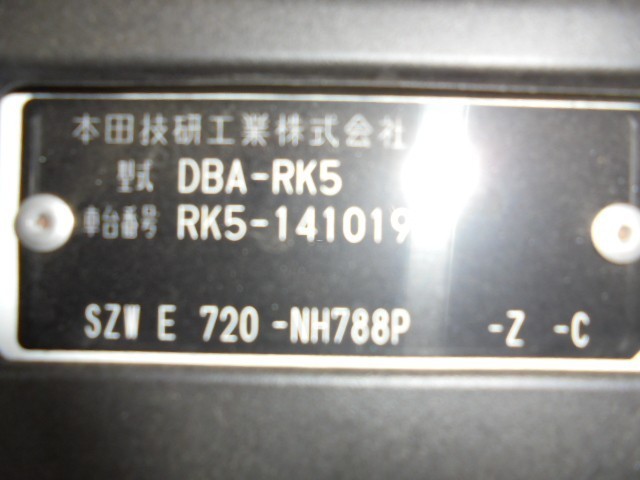 本田技研工業株式会社
型式 DBA-RK5
車台番号 RK5-141019
SZW E 720 -NH788P -Z -C